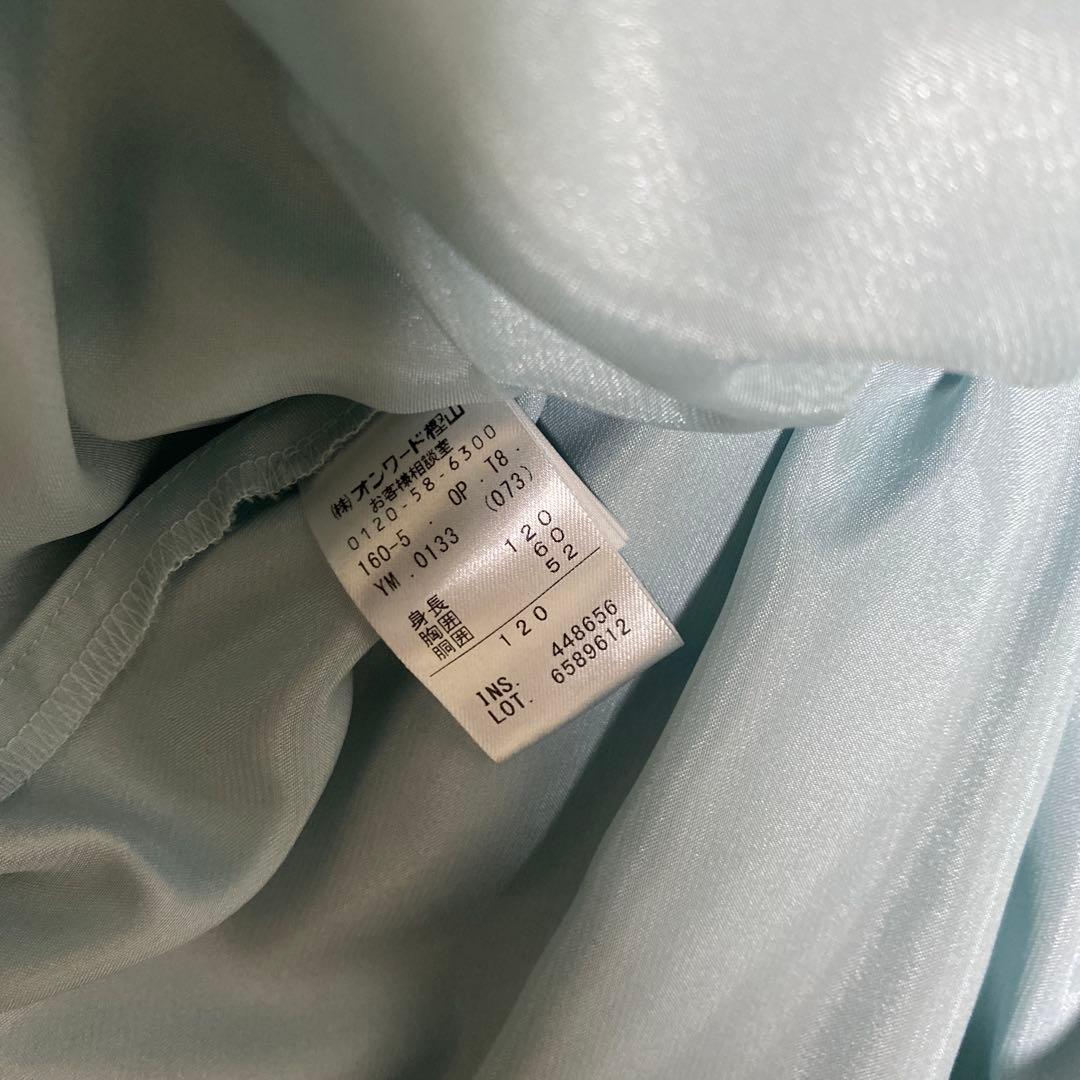 (株)オンワード樫山
お客様相談室
0120-58-6300
160-5 . OP .T8.
YM .0133 (073)
身長 120
胸囲 60
胴囲 52
120
INS. 448656
LOT. 6589612